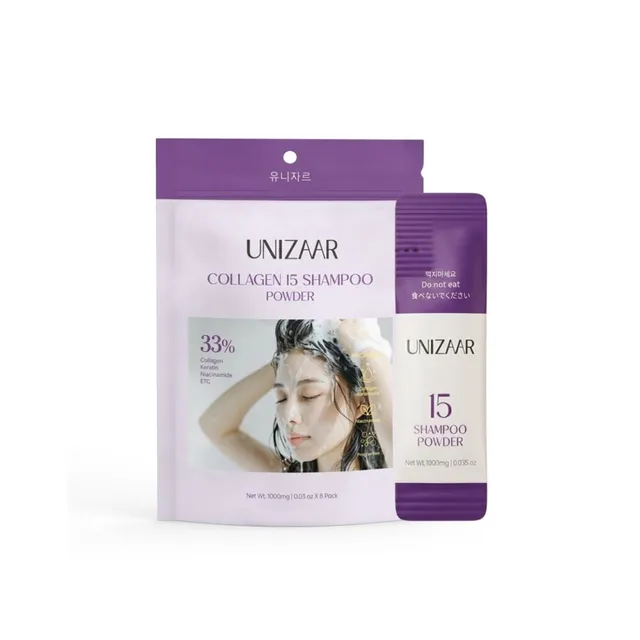 유니자르
UNIZAAR
COLLAGEN 15 SHAMPOO
POWDER
33%
Collagen
Keratin
Niacinamide
ETC
Net Wt. 1000mg | 0.03 oz X 8 Pack
먹지마세요
Do not eat
食べないでください
UNIZAAR
15
SHAMPOO
POWDER
Net Wt. 1000mg | 0.035 oz